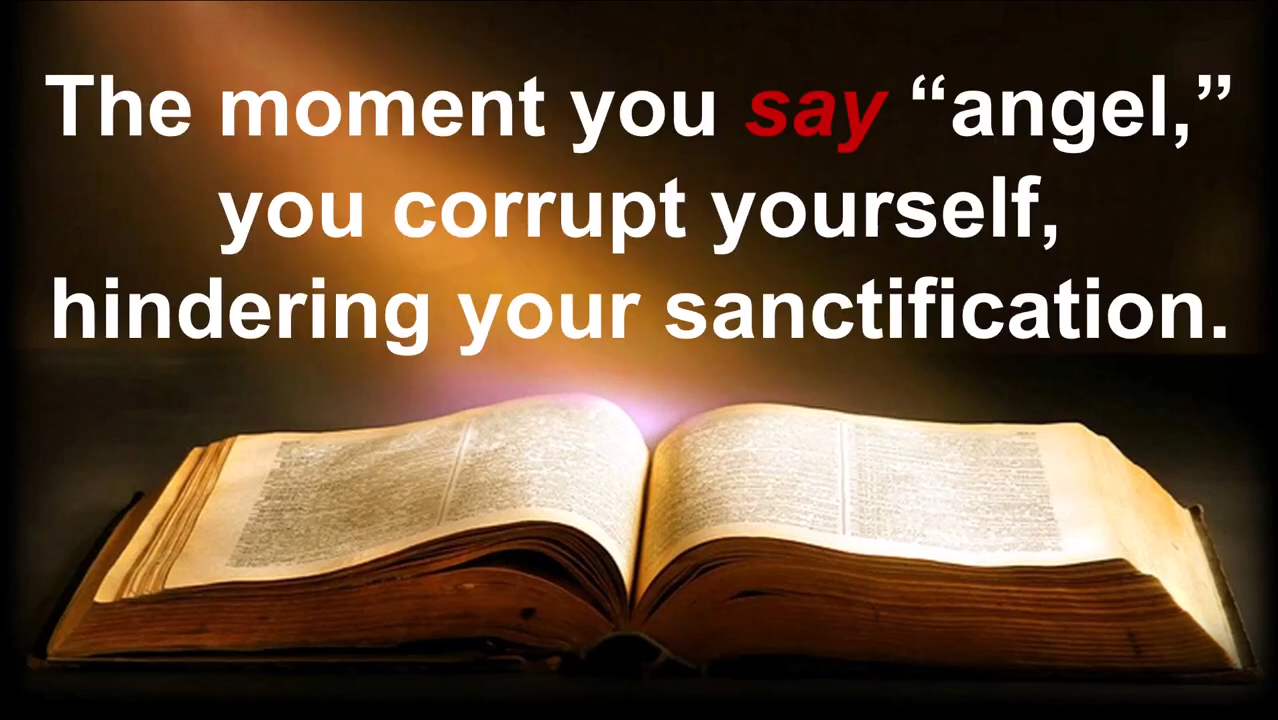 The moment you say “angel,”
you corrupt yourself,
hindering your sanctification.